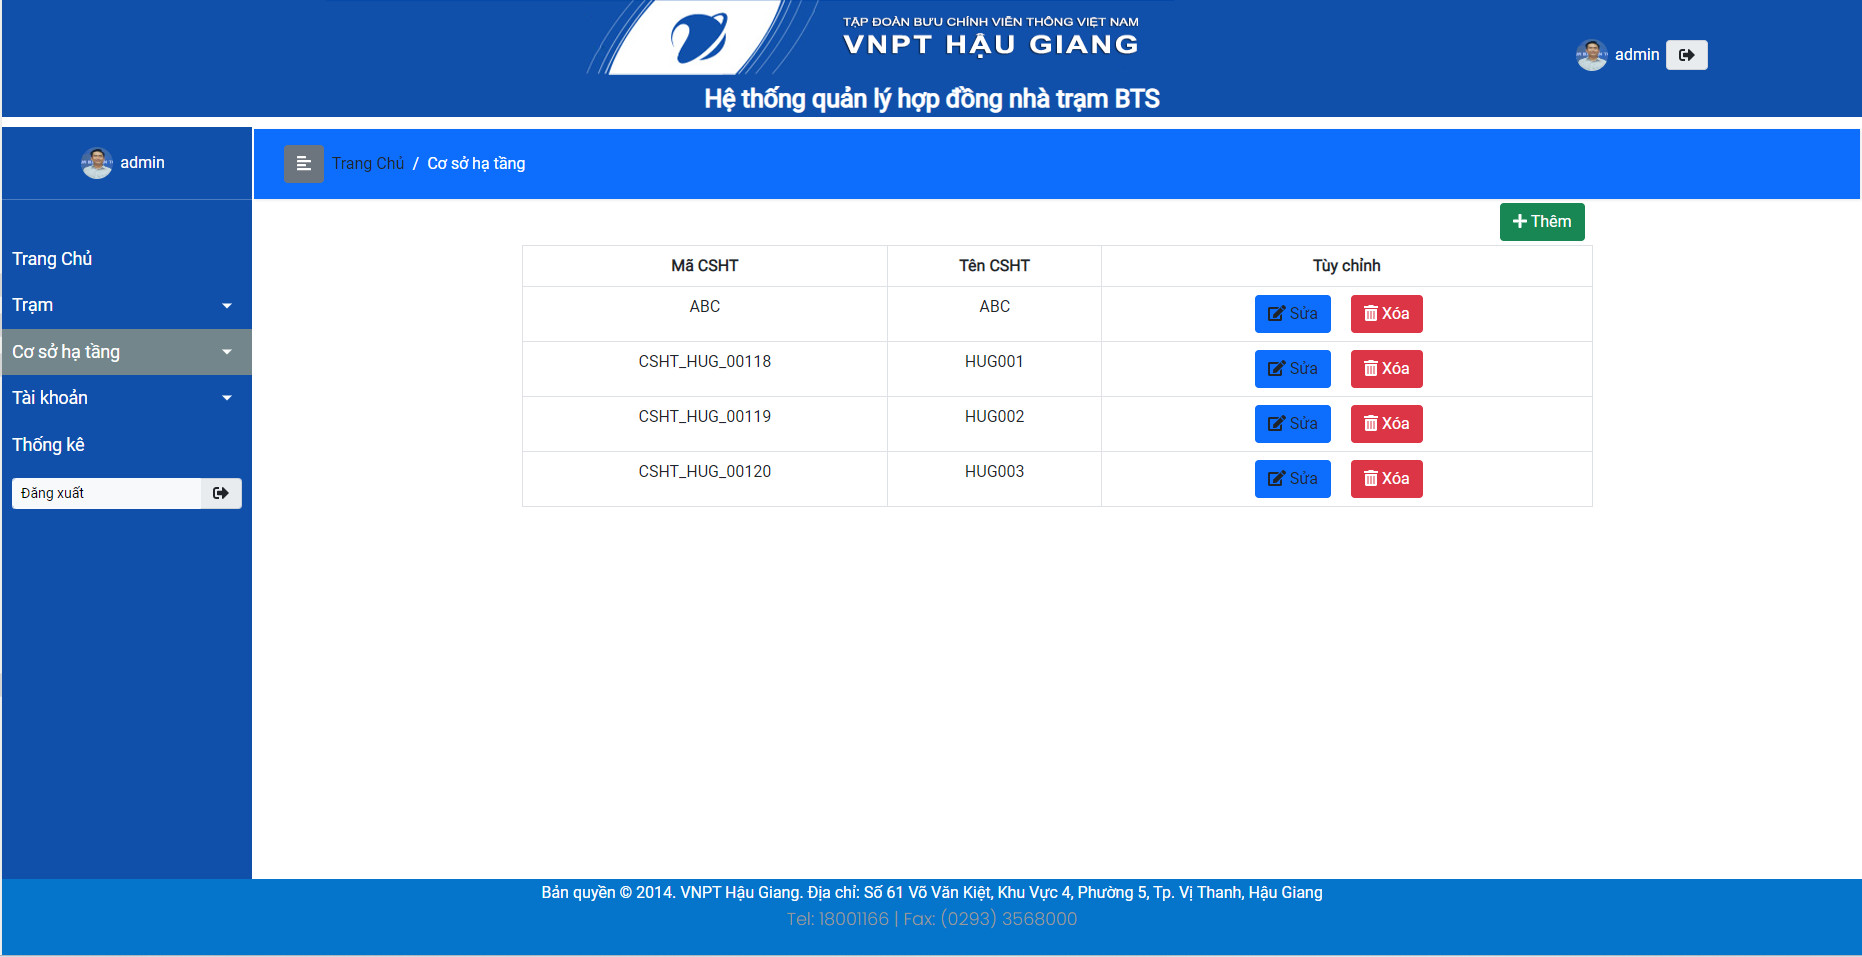 TẬP ĐOÀN BƯU CHÍNH VIỄN THÔNG VIỆT NAM
VNPT HẬU GIANG
Hệ thống quản lý hợp đồng nhà trạm BTS
admin
admin
Trang Chủ / Cơ sở hạ tầng
Thêm
Trang Chủ
Trạm
Cơ sở hạ tầng
Tài khoản
Thống kê
Đăng xuất
Mã CSHT Tên CSHT Tùy chỉnh
ABC ABC Sửa Xóa
CSHT_HUG_00118 HUG001 Sửa Xóa
CSHT_HUG_00119 HUG002 Sửa Xóa
CSHT_HUG_00120 HUG003 Sửa Xóa
Bản quyền © 2014. VNPT Hậu Giang. Địa chỉ: Số 61 Võ Văn Kiệt, Khu Vực 4, Phường 5, Tp. Vị Thanh, Hậu Giang
Tel: 18001166 | Fax: (0293) 3568000